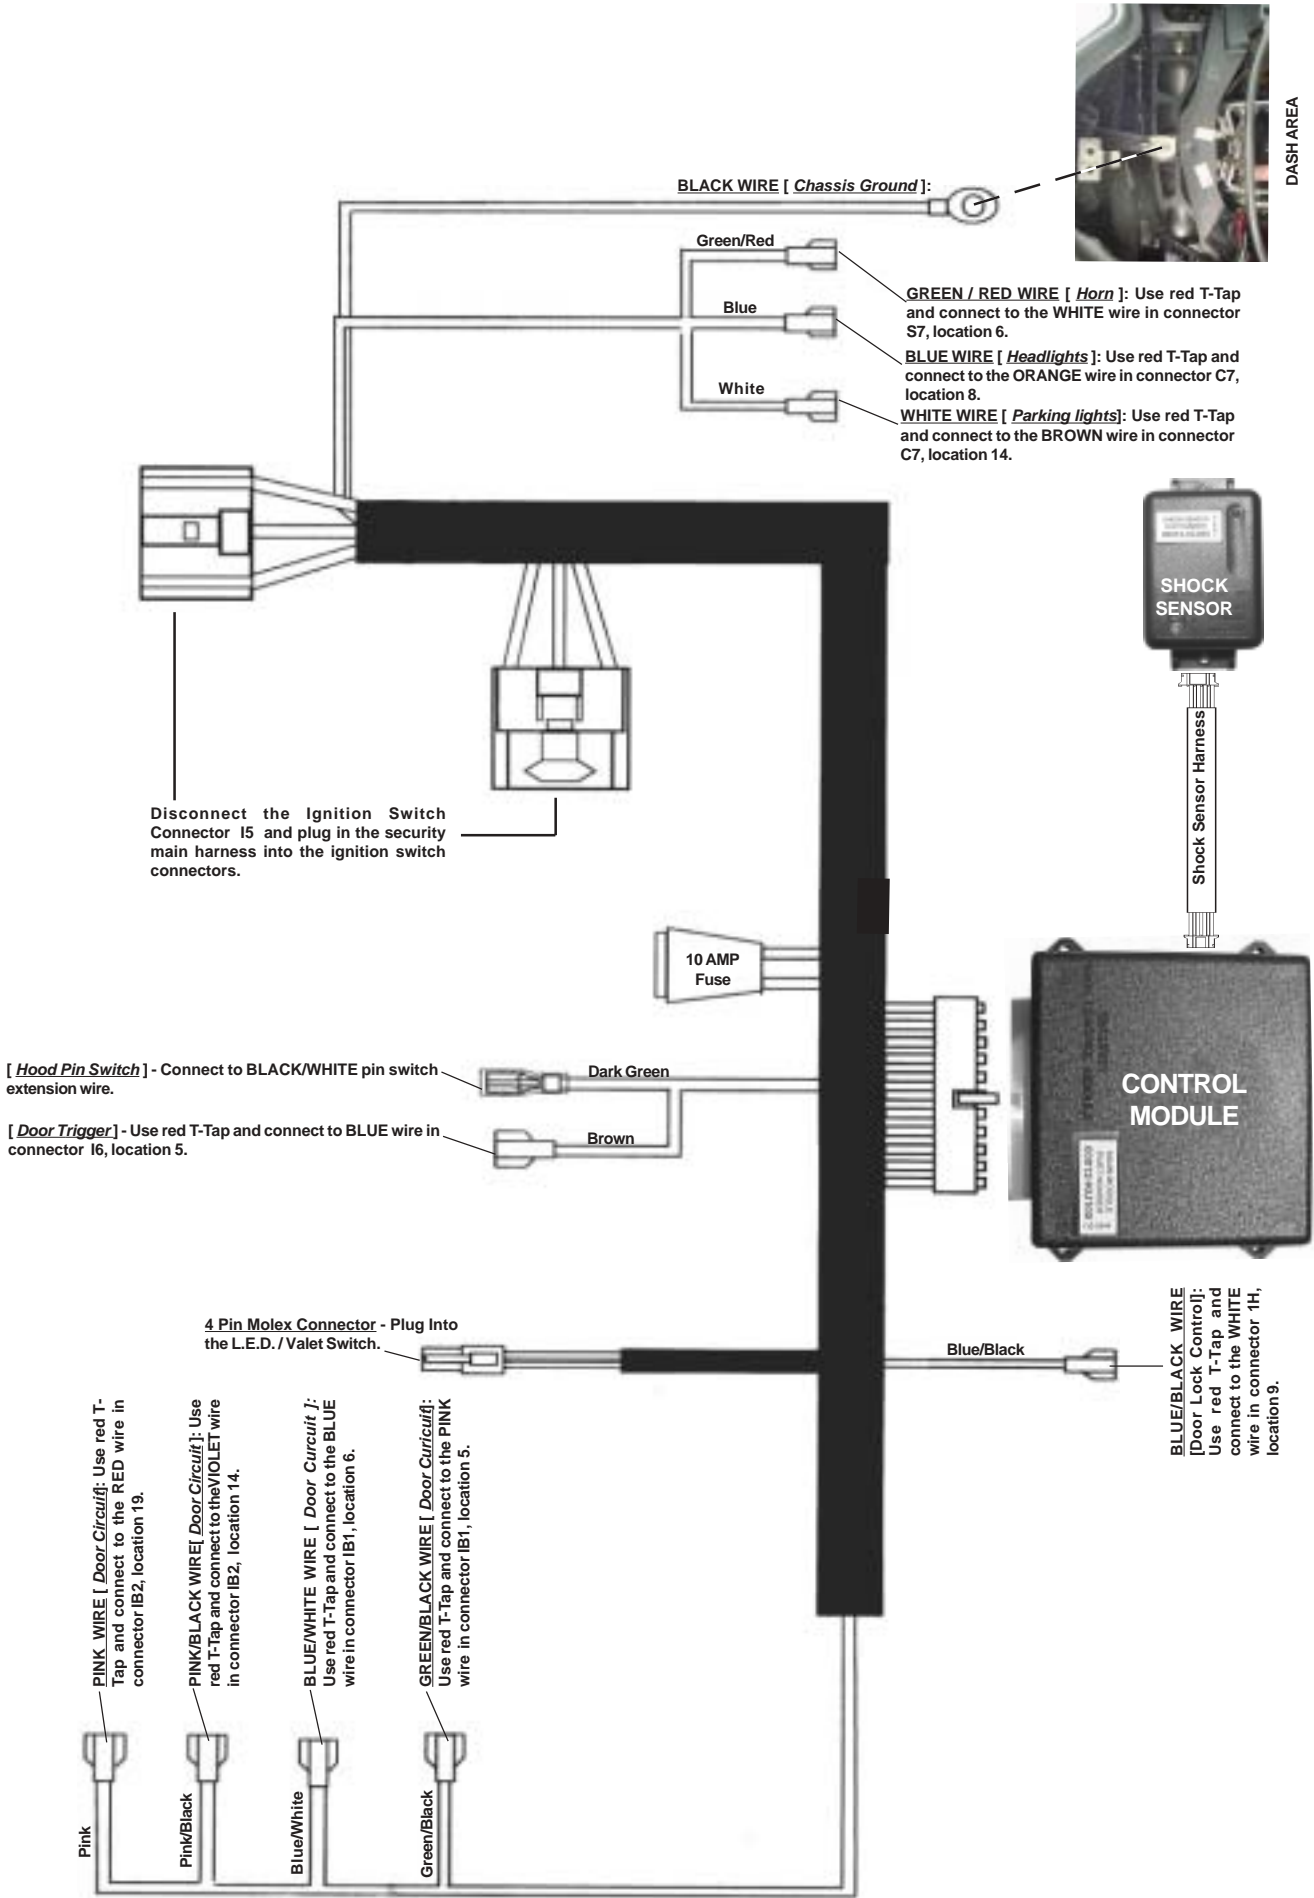 DASH AREA
BLACK WIRE [ Chassis Ground ]:
Green/Red
GREEN / RED WIRE [ Horn ]: Use red T-Tap
and connect to the WHITE wire in connector
S7, location 6.
Blue
BLUE WIRE [ Headlights ]: Use red T-Tap and
connect to the ORANGE wire in connector C7,
location 8.
White
WHITE WIRE [ Parking lights]: Use red T-Tap
and connect to the BROWN wire in connector
C7, location 14.
SHOCK
SENSOR
Shock Sensor Harness
Disconnect the Ignition Switch
Connector I5 and plug in the security
main harness into the ignition switch
connectors.
10 AMP
Fuse
CONTROL
MODULE
[ Hood Pin Switch ] - Connect to BLACK/WHITE pin switch
extension wire.
Dark Green
[ Door Trigger ] - Use red T-Tap and connect to BLUE wire in
connector I6, location 5.
Brown
4 Pin Molex Connector - Plug Into
the L.E.D. / Valet Switch.
Blue/Black
BLUE/BLACK WIRE
[Door Lock Control]:
Use red T-Tap and
connect to the WHITE
wire in connector 1H,
location 9.
PINK WIRE [ Door Circuit]: Use red T-
Tap and connect to the RED wire in
connector IB2, location 19.
PINK/BLACK WIRE[ Door Circuit ]: Use
red T-Tap and connect to theVIOLET wire
in connector IB2, location 14.
BLUE/WHITE WIRE [ Door Curcuit ]:
Use red T-Tap and connect to the BLUE
wire in connector IB1, location 6.
GREEN/BLACK WIRE [ Door Curicuit]:
Use red T-Tap and connect to the PINK
wire in connector IB1, location 5.
Pink
Pink/Black
Blue/White
Green/Black